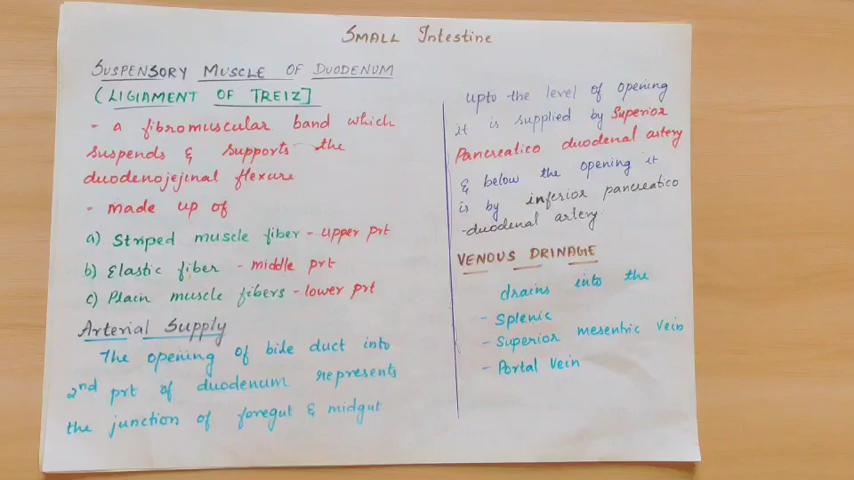 Small Intestine
Suspensory Muscle of Duodenum
(Ligiament of Treiz]
- a fibromuscular band which
suspends & supports the
duodenojejinal flexure
- made up of
a) Striped muscle fiber - upper prt
b) Elastic fiber - middle prt
c) Plain muscle fibers - lower prt
Arterial Supply
The opening of bile duct into
2nd prt of duodenum represents
the junction of foregut & midgut
upto the level of opening
it is supplied by Superior
Pancreatico duodenal artery
& below the opening it
is by inferior pancreatico
-duodenal artery
Venous Drinage
drains into the
- Splenic
- Superior mesentric vein
- Portal Vein